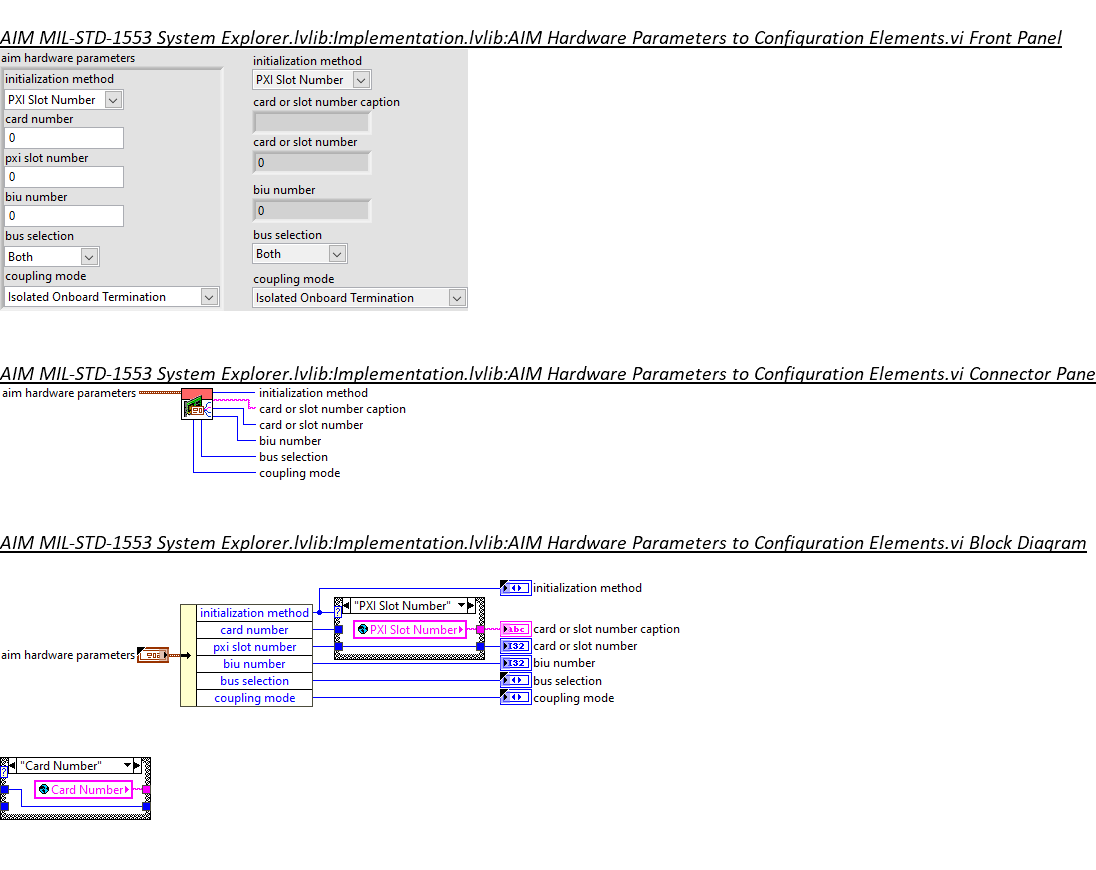 AIM MIL-STD-1553 System Explorer.lvlib:Implementation.lvlib:AIM Hardware Parameters to Configuration Elements.vi Front Panel
aim hardware parameters
initialization method
PXI Slot Number
card number
0
pxi slot number
0
biu number
0
bus selection
Both
coupling mode
Isolated Onboard Termination
initialization method
PXI Slot Number
card or slot number caption
card or slot number
0
biu number
0
bus selection
Both
coupling mode
Isolated Onboard Termination
AIM MIL-STD-1553 System Explorer.lvlib:Implementation.lvlib:AIM Hardware Parameters to Configuration Elements.vi Connector Pane
aim hardware parameters
initialization method
card or slot number caption
card or slot number
biu number
bus selection
coupling mode
AIM MIL-STD-1553 System Explorer.lvlib:Implementation.lvlib:AIM Hardware Parameters to Configuration Elements.vi Block Diagram
aim hardware parameters
initialization method
card number
pxi slot number
biu number
bus selection
coupling mode
?
"PXI Slot Number"
PXI Slot Number
initialization method
abc
card or slot number caption
I32
card or slot number
I32
biu number
bus selection
coupling mode
"Card Number"
?
Card Number